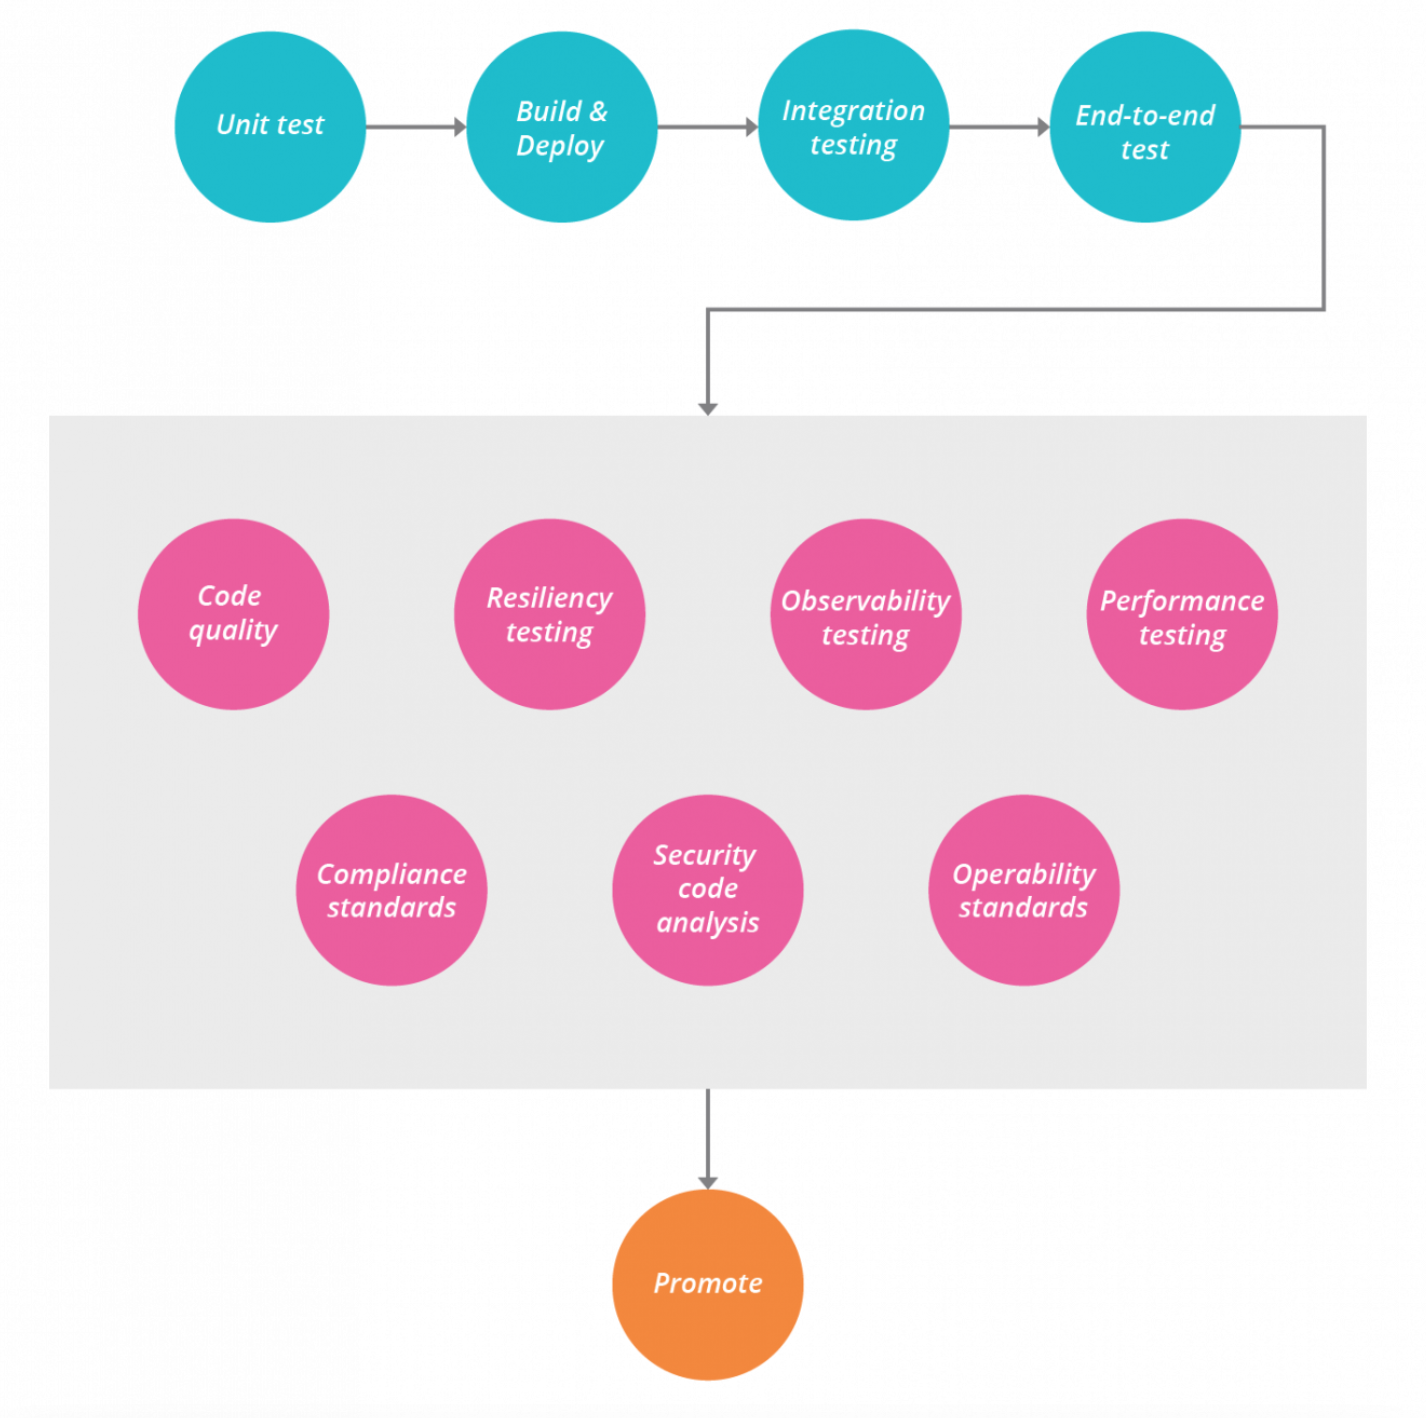 Unit test
Build &
Deploy
Integration
testing
End-to-end
test
Code
quality
Resiliency
testing
Observability
testing
Performance
testing
Compliance
standards
Security
code
analysis
Operability
standards
Promote